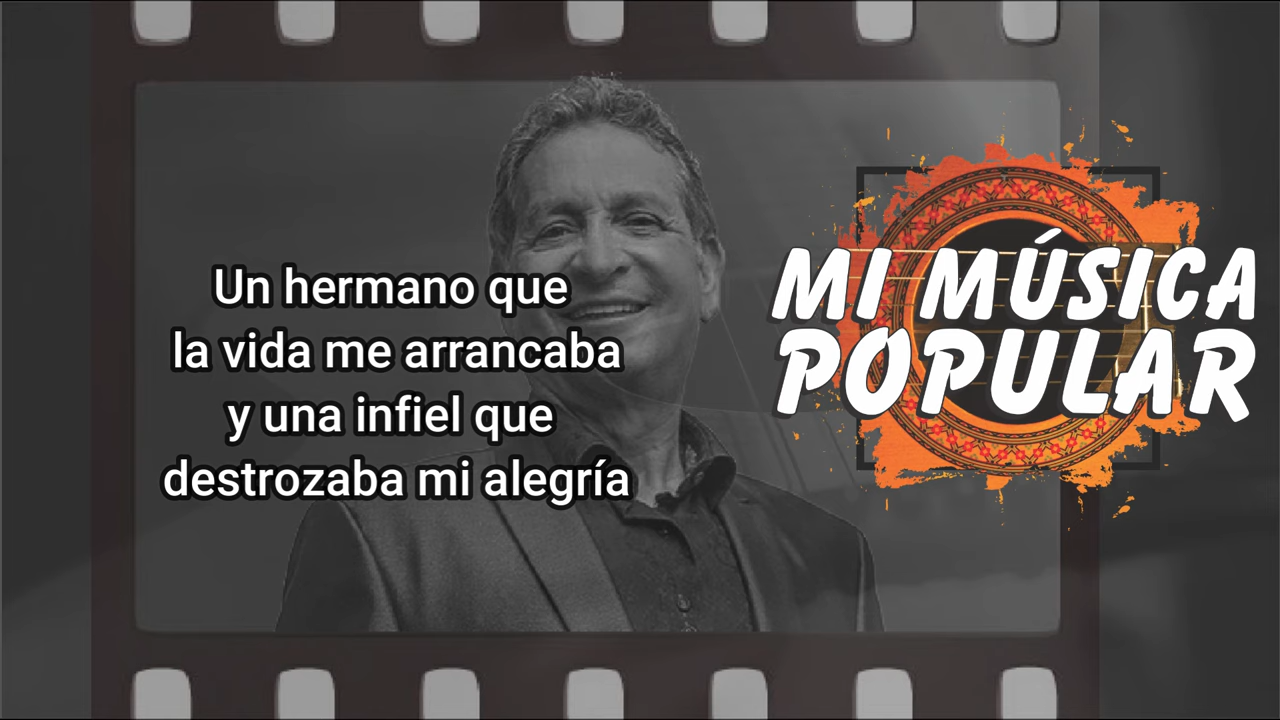 Un hermano que
la vida me arrancaba
y una infiel que
destrozaba mi alegría
MI MÚSICA
POPULAR